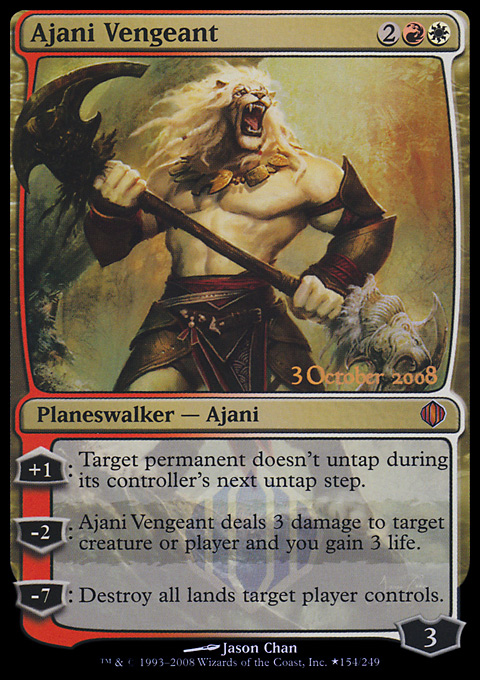 Ajani Vengeant 2
3 October 2008
Planeswalker — Ajani
+1: Target permanent doesn't untap during
its controller's next untap step.
-2: Ajani Vengeant deals 3 damage to target
creature or player and you gain 3 life.
-7: Destroy all lands target player controls.
3
Jason Chan
™ & © 1993–2008 Wizards of the Coast, Inc. ★154/249